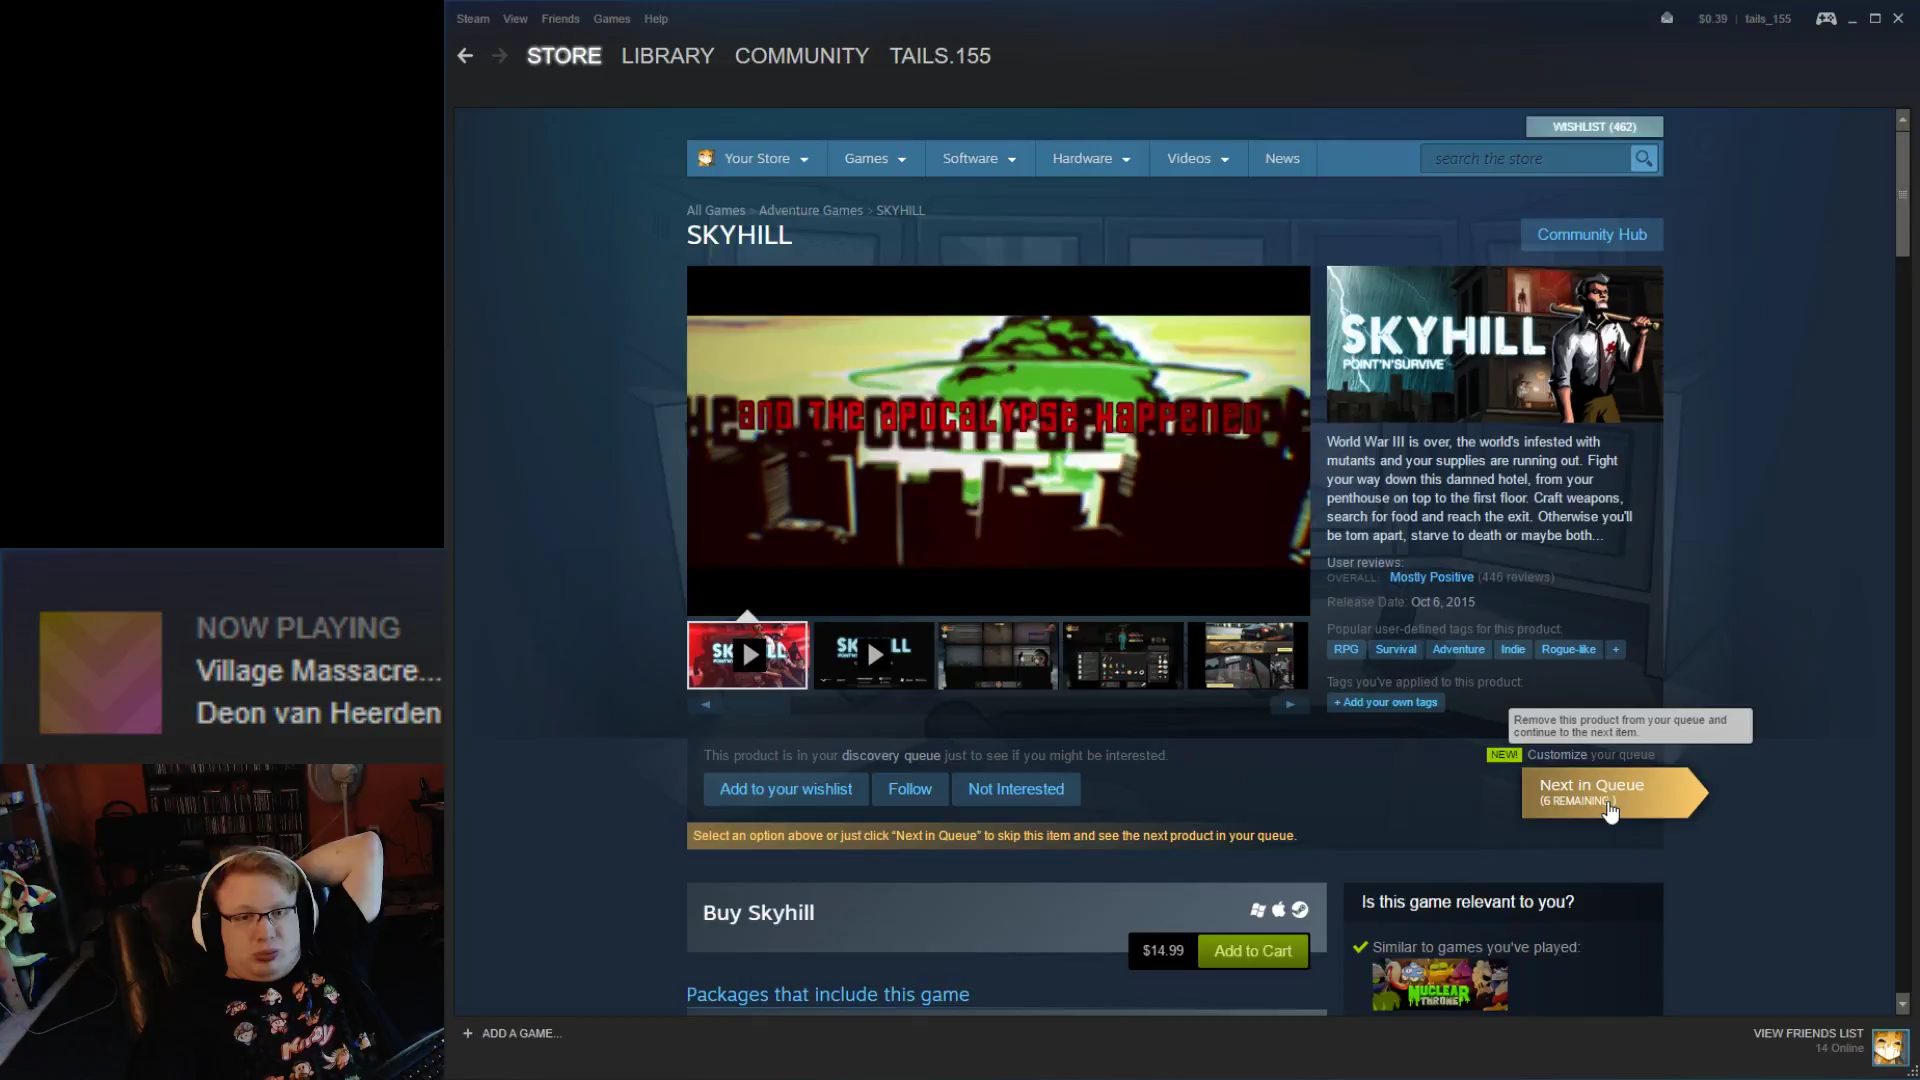 Steam View Friends Games Help
$0.39 | tails_155
STORE LIBRARY COMMUNITY TAILS.155
WISHLIST (462)
Your Store Games Software Hardware Videos News
search the store
All Games > Adventure Games > SKYHILL
SKYHILL
Community Hub
AND THE APOCALYPSE HAPPENED
SKYHILL
POINT'N'SURVIVE
World War III is over, the world's infested with
mutants and your supplies are running out. Fight
your way down this damned hotel, from your
penthouse on top to the first floor. Craft weapons,
search for food and reach the exit. Otherwise you'll
be torn apart, starve to death or maybe both...
User reviews:
OVERALL: Mostly Positive (446 reviews)
Release Date: Oct 6, 2015
Popular user-defined tags for this product:
RPG Survival Adventure Indie Rogue-like +
Tags you've applied to this product:
+ Add your own tags
Remove this product from your queue and
continue to the next item.
This product is in your discovery queue just to see if you might be interested.
NEW! Customize your queue
Add to your wishlist Follow Not Interested
Next in Queue
(6 REMAINING )
Select an option above or just click “Next in Queue” to skip this item and see the next product in your queue.
Buy Skyhill
$14.99 Add to Cart
Packages that include this game
Is this game relevant to you?
Similar to games you've played:
NUCLEAR
THRONE
+ ADD A GAME...
VIEW FRIENDS LIST
14 Online
NOW PLAYING
Village Massacre...
Deon van Heerden